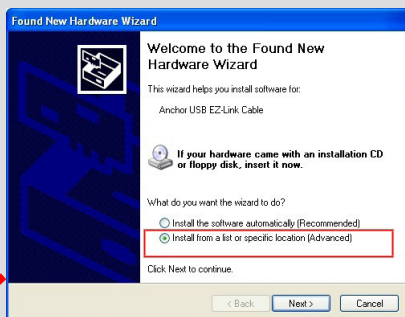 Found New Hardware Wizard
Welcome to the Found New
Hardware Wizard
This wizard helps you install software for:
Anchor USB EZ-Link Cable
If your hardware came with an installation CD
or floppy disk, insert it now.
What do you want the wizard to do?
Install the software automatically (Recommended)
Install from a list or specific location (Advanced)
Click Next to continue.
< Back
Next >
Cancel